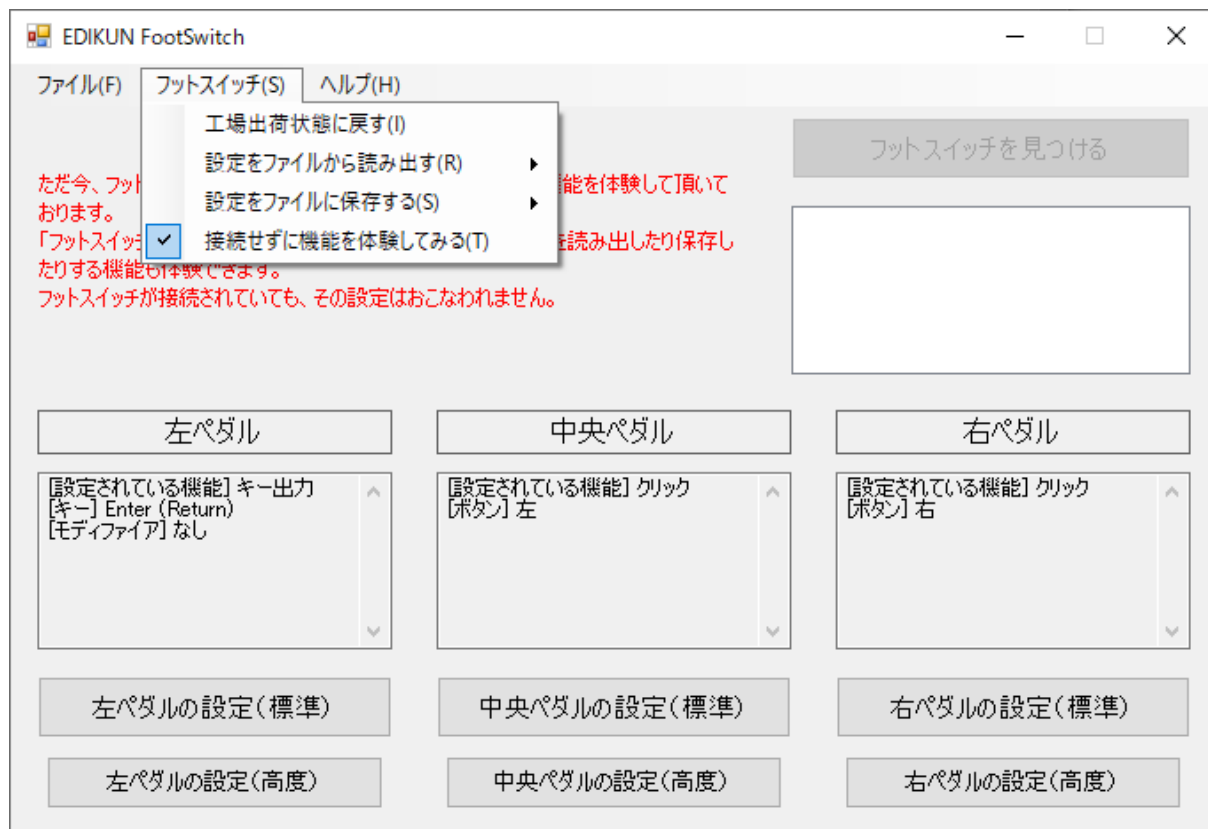 EDIKUN FootSwitch
ファイル(F) フットスイッチ(S) ヘルプ(H)
工場出荷状態に戻す(I)
設定をファイルから読み出す(R)
設定をファイルに保存する(S)
接続せずに機能を体験してみる(T)
フットスイッチを見つける
ただ今、フッ 能を体験して頂いて
おります。
「フットスイッ を読み出したり保存し
たりする機能も体験できます。
フットスイッチが接続されていても、その設定はおこなわれません。
左ペダル
[設定されている機能] キー出力
[キー] Enter (Return)
[モディファイア] なし
左ペダルの設定(標準)
左ペダルの設定(高度)
中央ペダル
[設定されている機能] クリック
[ボタン] 左
中央ペダルの設定(標準)
中央ペダルの設定(高度)
右ペダル
[設定されている機能] クリック
[ボタン] 右
右ペダルの設定(標準)
右ペダルの設定(高度)